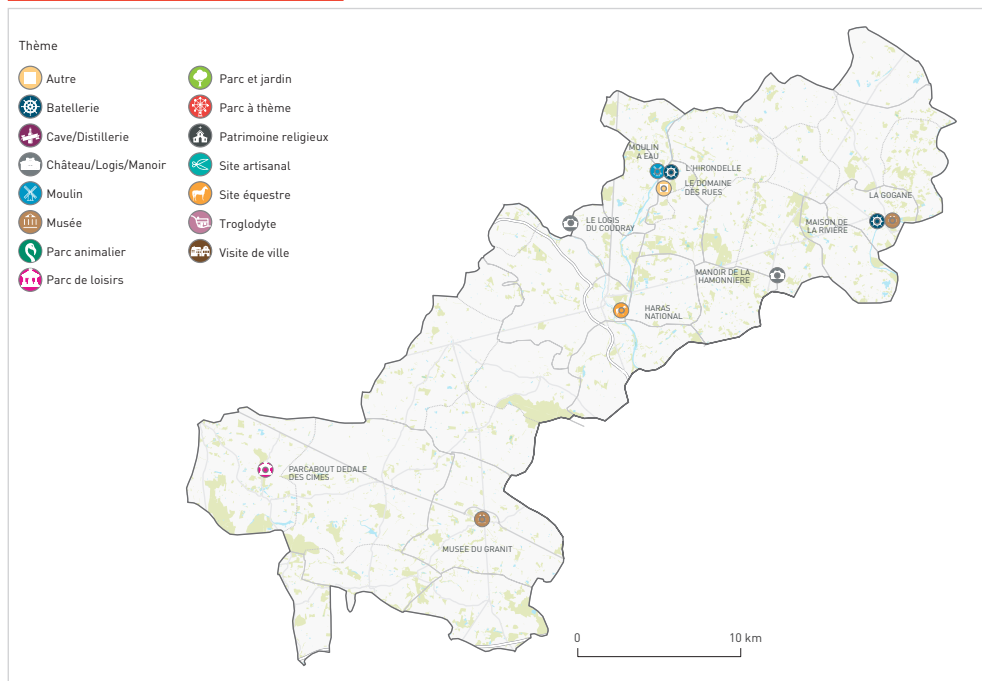 Thème
Autre
Batellerie
Cave/Distillerie
Château/Logis/Manoir
Moulin
Musée
Parc animalier
Parc de loisirs
Parc et jardin
Parc à thème
Patrimoine religieux
Site artisanal
Site équestre
Troglodyte
Visite de ville
MOULIN
A EAU
L'HIRONDELLE
LE DOMAINE
DES RUES
LA GOGANE
MAISON DE
LA RIVIÈRE
LE LOGIS
DU COUDRAY
MANOIR DE LA
HAMONNIERE
HARAS
NATIONAL
PARCABOUT DEDALE
DES CIMES
MUSEE DU GRANIT
0
10 km